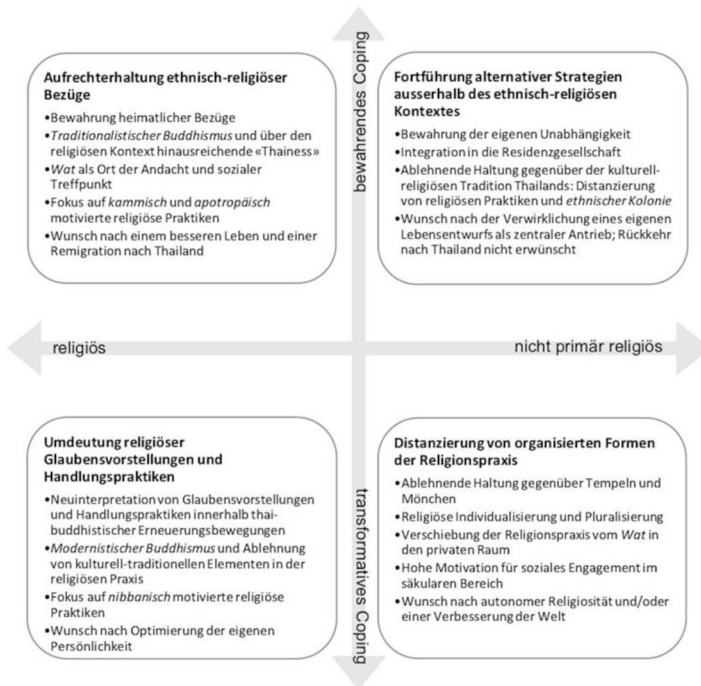 bewahrendes Coping
Aufrechterhaltung ethnisch-religiöser
Bezüge
•Bewahrung heimatlicher Bezüge
•Traditionalistischer Buddhismus und über den
religiösen Kontext hinausreichende «Thainess»
•Wat als Ort der Andacht und sozialer
Treffpunkt
•Fokus auf kammisch und apotropäisch
motivierte religiöse Praktiken
•Wunsch nach einem besseren Leben und einer
Remigration nach Thailand
Fortführung alternativer Strategien
ausserhalb des ethnisch-religiösen
Kontextes
•Bewahrung der eigenen Unabhängigkeit
•Integration in die Residenzgesellschaft
•Ablehnende Haltung gegenüber der kulturell-
religiösen Tradition Thailands: Distanzierung
von religiösen Praktiken und ethnischer Kolonie
•Wunsch nach der Verwirklichung eines eigenen
Lebensentwurfs als zentraler Antrieb; Rückkehr
nach Thailand nicht erwünscht
religiös
nicht primär religiös
Umdeutung religiöser
Glaubensvorstellungen und
Handlungspraktiken
•Neuinterpretation von Glaubensvorstellungen
und Handlungspraktiken innerhalb thai-
buddhistischer Erneuerungsbewegungen
•Modernistischer Buddhismus und Ablehnung
von kulturell-traditionellen Elementen in der
religiösen Praxis
•Fokus auf nibbanisch motivierte religiöse
Praktiken
•Wunsch nach Optimierung der eigenen
Persönlichkeit
Distanzierung von organisierten Formen
der Religionspraxis
•Ablehnende Haltung gegenüber Tempeln und
Mönchen
•Religiöse Individualisierung und Pluralisierung
•Verschiebung der Religionspraxis vom Wat in
den privaten Raum
•Hohe Motivation für soziales Engagement im
säkularen Bereich
•Wunsch nach autonomer Religiosität und/oder
einer Verbesserung der Welt
transformatives Coping